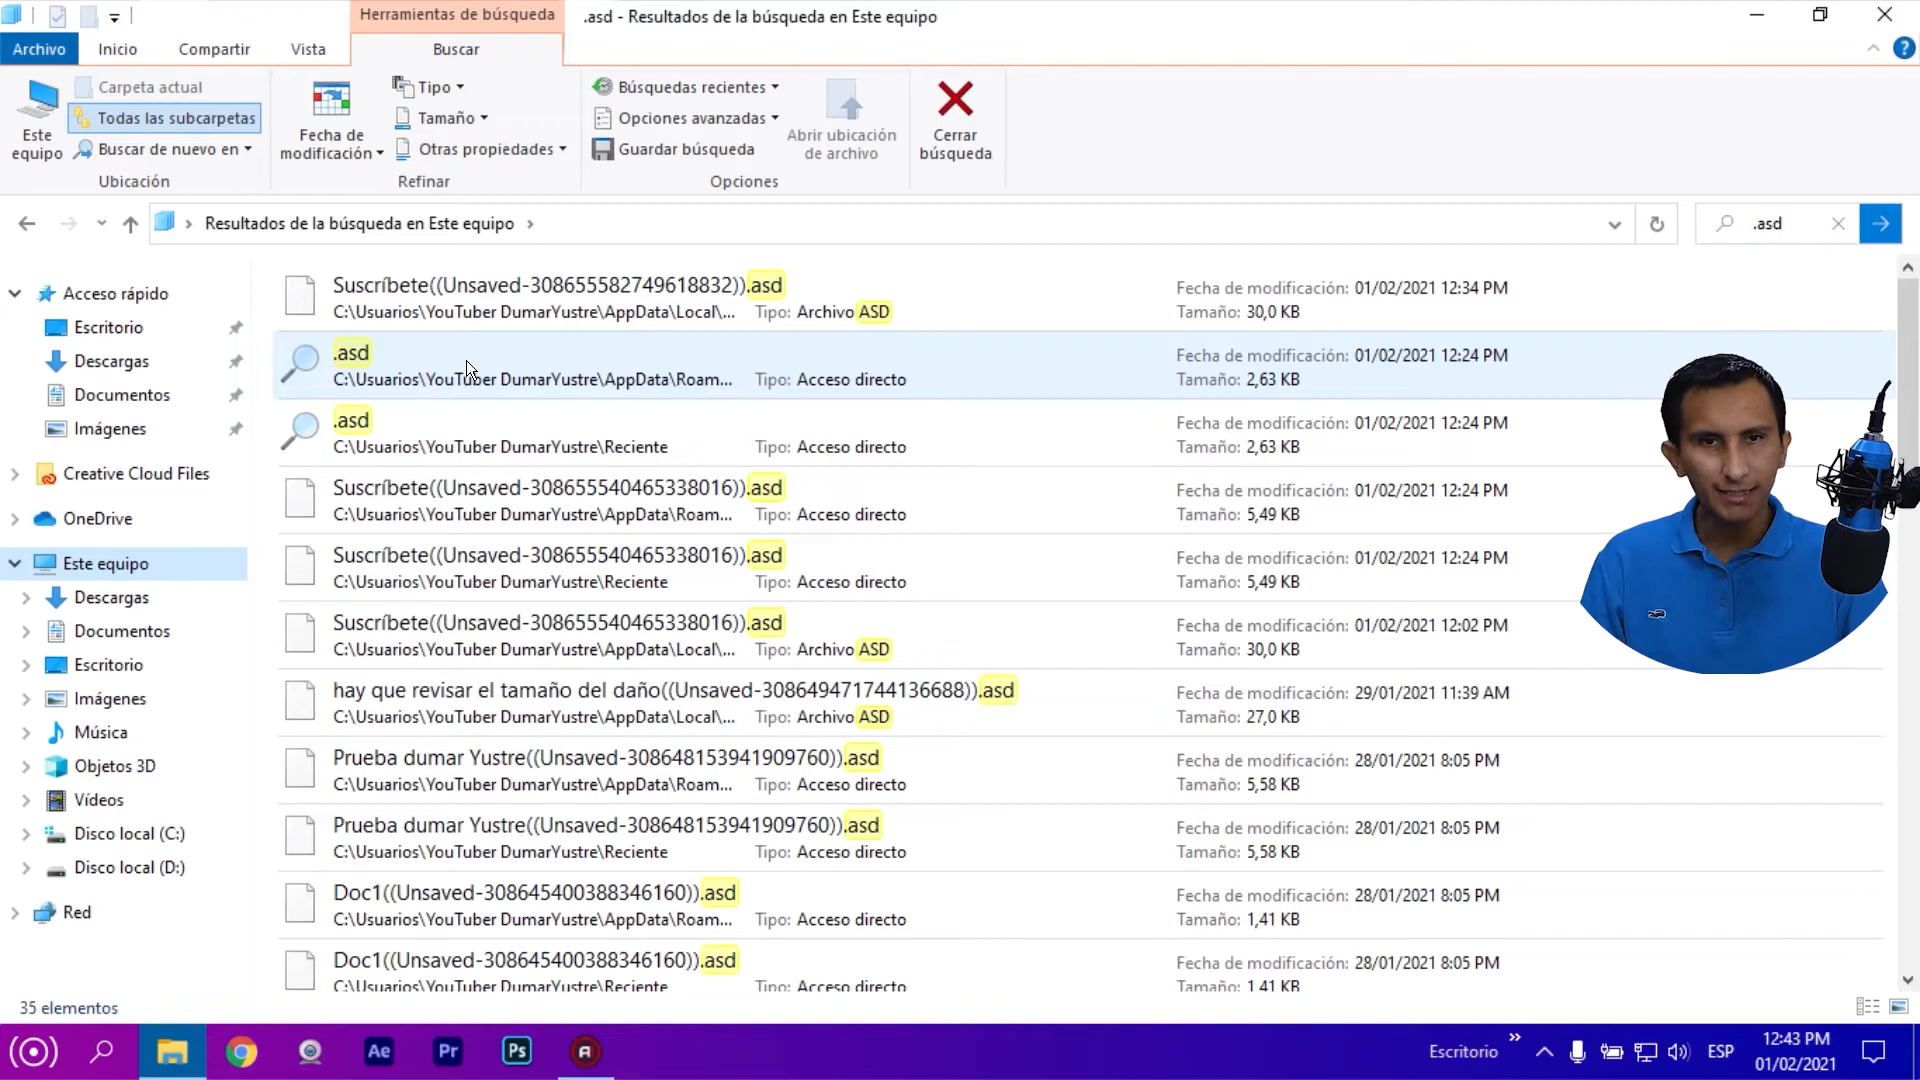 Herramientas de búsqueda
.asd - Resultados de la búsqueda en Este equipo
Archivo
Inicio
Compartir
Vista
Buscar
Este equipo
Carpeta actual
Todas las subcarpetas
Buscar de nuevo en
Ubicación
Fecha de modificación
Tipo
Tamaño
Otras propiedades
Refinar
Búsquedas recientes
Opciones avanzadas
Guardar búsqueda
Abrir ubicación de archivo
Opciones
Cerrar búsqueda
Resultados de la búsqueda en Este equipo
.asd
Acceso rápido
Escritorio
Descargas
Documentos
Imágenes
Creative Cloud Files
OneDrive
Este equipo
Descargas
Documentos
Escritorio
Imágenes
Música
Objetos 3D
Vídeos
Disco local (C:)
Disco local (D:)
Red
Suscríbete((Unsaved-308655582749618832)).asd
Fecha de modificación: 01/02/2021 12:34 PM
C:\Usuarios\YouTuber DumarYustre\AppData\Local\... Tipo: Archivo ASD
Tamaño: 30,0 KB
.asd
Fecha de modificación: 01/02/2021 12:24 PM
C:\Usuarios\YouTuber DumarYustre\AppData\Roam... Tipo: Acceso directo
Tamaño: 2,63 KB
.asd
Fecha de modificación: 01/02/2021 12:24 PM
C:\Usuarios\YouTuber DumarYustre\Reciente Tipo: Acceso directo
Tamaño: 2,63 KB
Suscríbete((Unsaved-308655540465338016)).asd
Fecha de modificación: 01/02/2021 12:24 PM
C:\Usuarios\YouTuber DumarYustre\AppData\Roam... Tipo: Acceso directo
Tamaño: 5,49 KB
Suscríbete((Unsaved-308655540465338016)).asd
Fecha de modificación: 01/02/2021 12:24 PM
C:\Usuarios\YouTuber DumarYustre\Reciente Tipo: Acceso directo
Tamaño: 5,49 KB
Suscríbete((Unsaved-308655540465338016)).asd
Fecha de modificación: 01/02/2021 12:02 PM
C:\Usuarios\YouTuber DumarYustre\AppData\Local\... Tipo: Archivo ASD
Tamaño: 30,0 KB
hay que revisar el tamaño del daño((Unsaved-308649471744136688)).asd
Fecha de modificación: 29/01/2021 11:39 AM
C:\Usuarios\YouTuber DumarYustre\AppData\Local\... Tipo: Archivo ASD
Tamaño: 27,0 KB
Prueba dumar Yustre((Unsaved-308648153941909760)).asd
Fecha de modificación: 28/01/2021 8:05 PM
C:\Usuarios\YouTuber DumarYustre\AppData\Roam... Tipo: Acceso directo
Tamaño: 5,58 KB
Prueba dumar Yustre((Unsaved-308648153941909760)).asd
Fecha de modificación: 28/01/2021 8:05 PM
C:\Usuarios\YouTuber DumarYustre\Reciente Tipo: Acceso directo
Tamaño: 5,58 KB
Doc1((Unsaved-308645400388346160)).asd
Fecha de modificación: 28/01/2021 8:05 PM
C:\Usuarios\YouTuber DumarYustre\AppData\Roam... Tipo: Acceso directo
Tamaño: 1,41 KB
Doc1((Unsaved-308645400388346160)).asd
Fecha de modificación: 28/01/2021 8:05 PM
C:\Usuarios\YouTuber DumarYustre\Reciente Tipo: Acceso directo
Tamaño: 1,41 KB
35 elementos
Ae
Pr
Ps
Escritorio
ESP
12:43 PM
01/02/2021